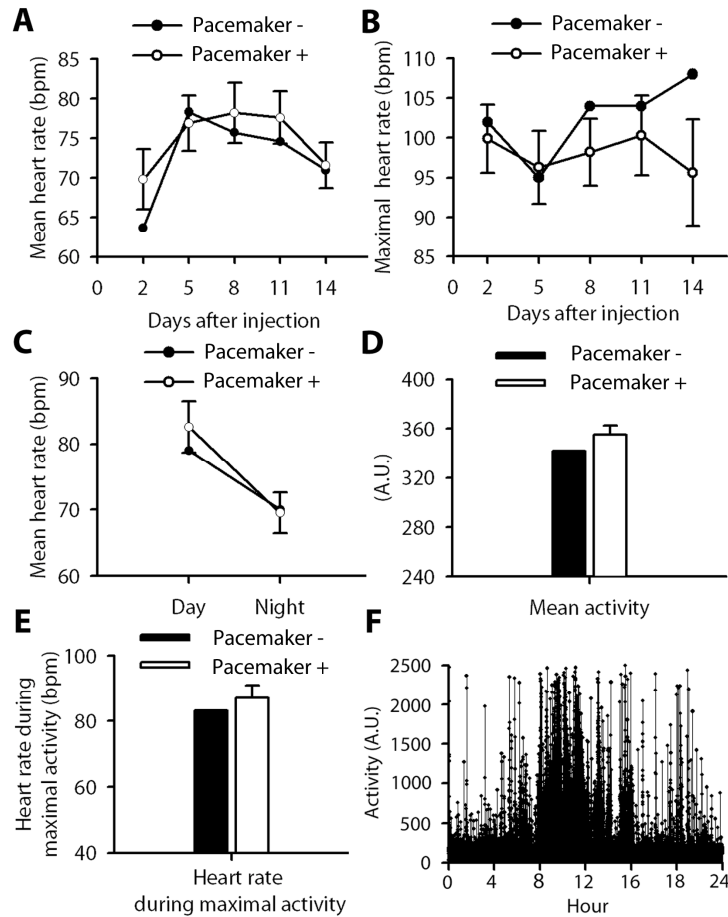 A
Pacemaker -
Pacemaker +
Mean heart rate (bpm)
85
80
75
70
65
60
0 2 5 8 11 14
Days after injection
B
Pacemaker -
Pacemaker +
Maximal heart rate (bpm)
110
105
100
95
90
85
0 2 5 8 11 14
Days after injection
C
Pacemaker -
Pacemaker +
Mean heart rate (bpm)
90
80
70
60
Day Night
D
Pacemaker -
Pacemaker +
(A.U.)
400
360
320
280
240
Mean activity
E
Pacemaker -
Pacemaker +
Heart rate during
maximal activity (bpm)
100
80
60
40
Heart rate
during maximal activity
F
Activity (A.U.)
2500
2000
1500
1000
500
0
0 4 8 12 16 18 24
Hour